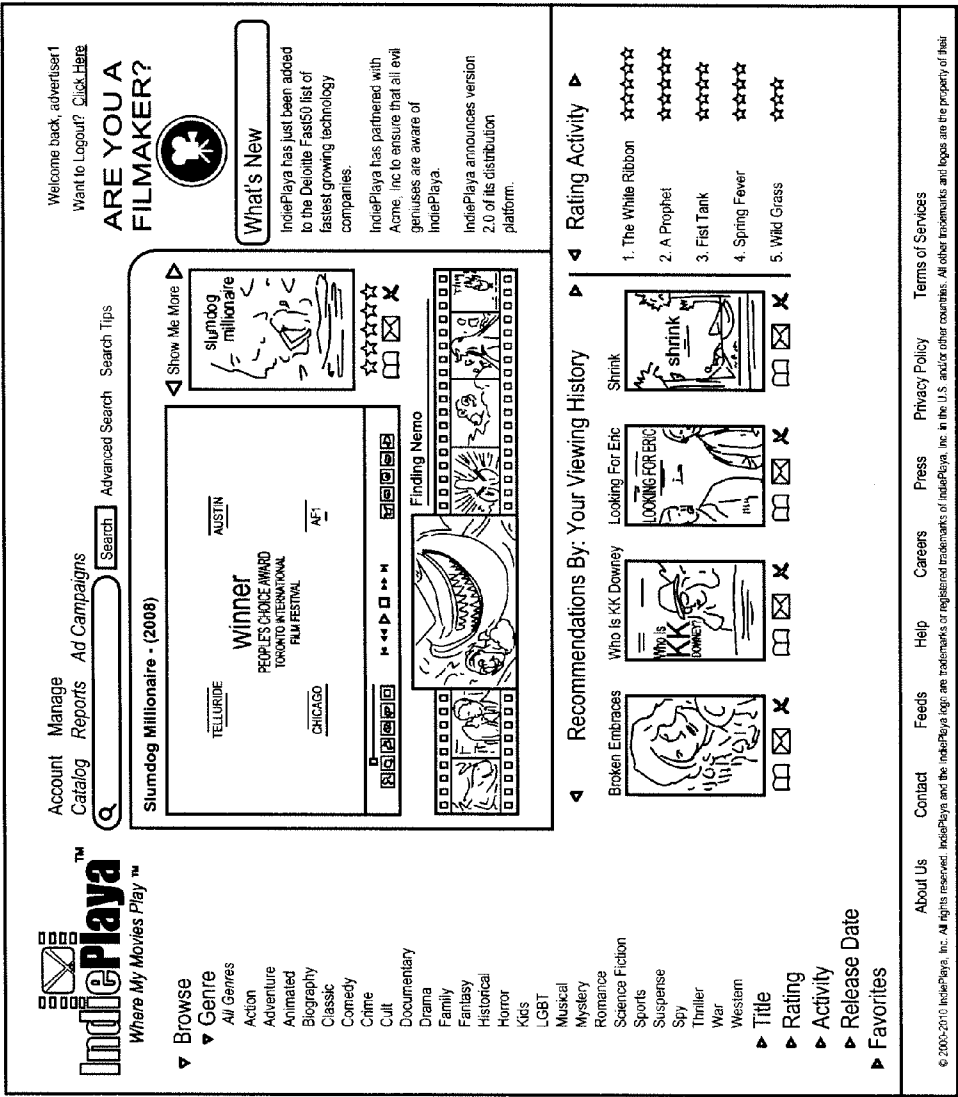 IndiePlaya™
Where My Movies Play ™
Account Manage
Catalog Reports Ad Campaigns
Search Advanced Search Search Tips
Welcome back, advertiser1
Want to Logout? Click Here
ARE YOU A
FILMAKER?
Browse
Genre
All Genres
Action
Adventure
Animated
Biography
Classic
Comedy
Crime
Cult
Documentary
Drama
Family
Fantasy
Historical
Horror
Kids
LGBT
Musical
Mystery
Romance
Science Fiction
Sports
Suspense
Spy
Thriller
War
Western
Title
Rating
Activity
Release Date
Favorites
Slumdog Millionaire - (2008)
TELLURIDE
AUSTIN
Winner
PEOPLE'S CHOICE AWARD
TORONTO INTERNATIONAL
FILM FESTIVAL
CHICAGO
AF1
Show Me More
slumdog
millionaire
Finding Nemo
What's New
IndiePlaya has just been added
to the Deloitte Fast50 list of
fastest growing technology
companies.
IndiePlaya has partnered with
Acme, Inc to ensure that all evil
geniuses are aware of
IndiePlaya.
IndiePlaya announces version
2.0 of its distribution
platform.
Recommendations By: Your Viewing History
Broken Embraces
Who Is KK Downey
Who Is
KK
DOWNEY
Looking For Eric
LOOKING FOR ERIC
Shrink
shrink
Rating Activity
1. The White Ribbon
2. A Prophet
3. Fist Tank
4. Spring Fever
5. Wild Grass
About Us Contact Feeds Help Careers Press Privacy Policy Terms of Services
© 2000-2010 IndiePlaya, Inc. All rights reserved. IndiePlaya and the IndiePlaya logo are trademarks or registered trademarks of IndiePlaya, Inc. in the U.S. and/or other countries. All other trademarks and logos are the property of their